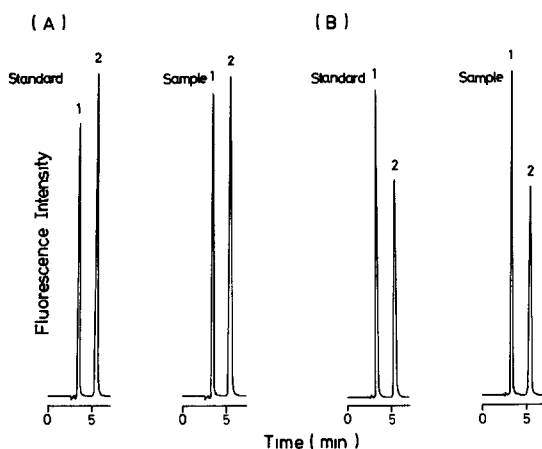 ( A )
( B )
Standard
1
2
Sample
1
2
Standard
1
2
Sample
1
2
Fluorescence Intensity
0 5
0 5
0 5
0 5
Time ( min )